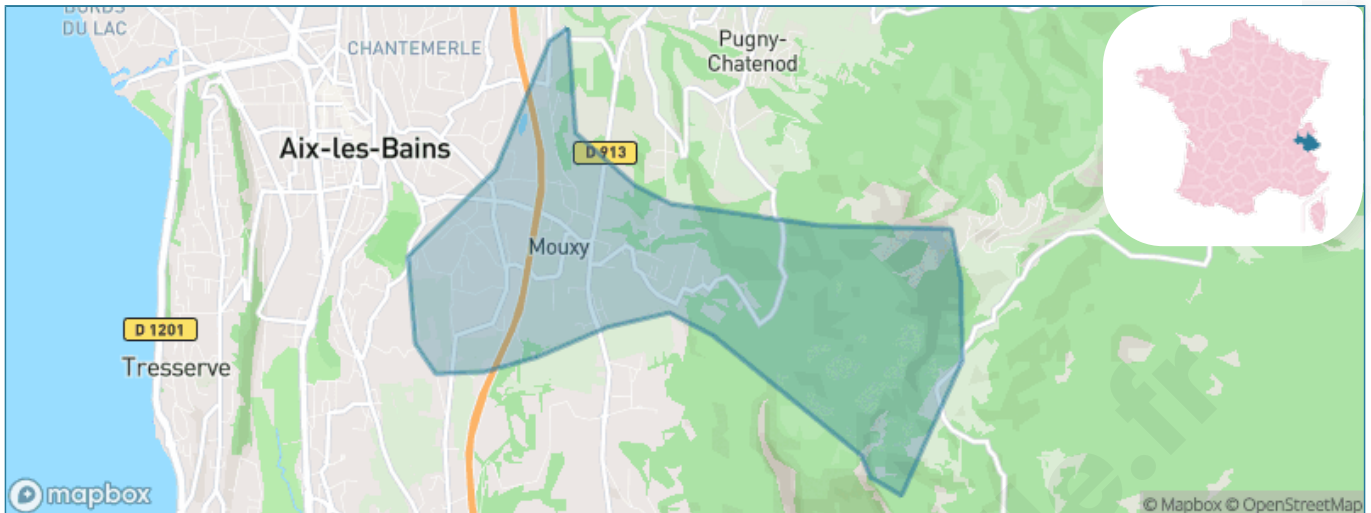 BORDS
DU LAC
CHANTEMERLE
Pugny-
Chatenod
Aix-les-Bains
D 913
Mouxy
D 1201
Tresserve
mapbox
© Mapbox © OpenStreetMap